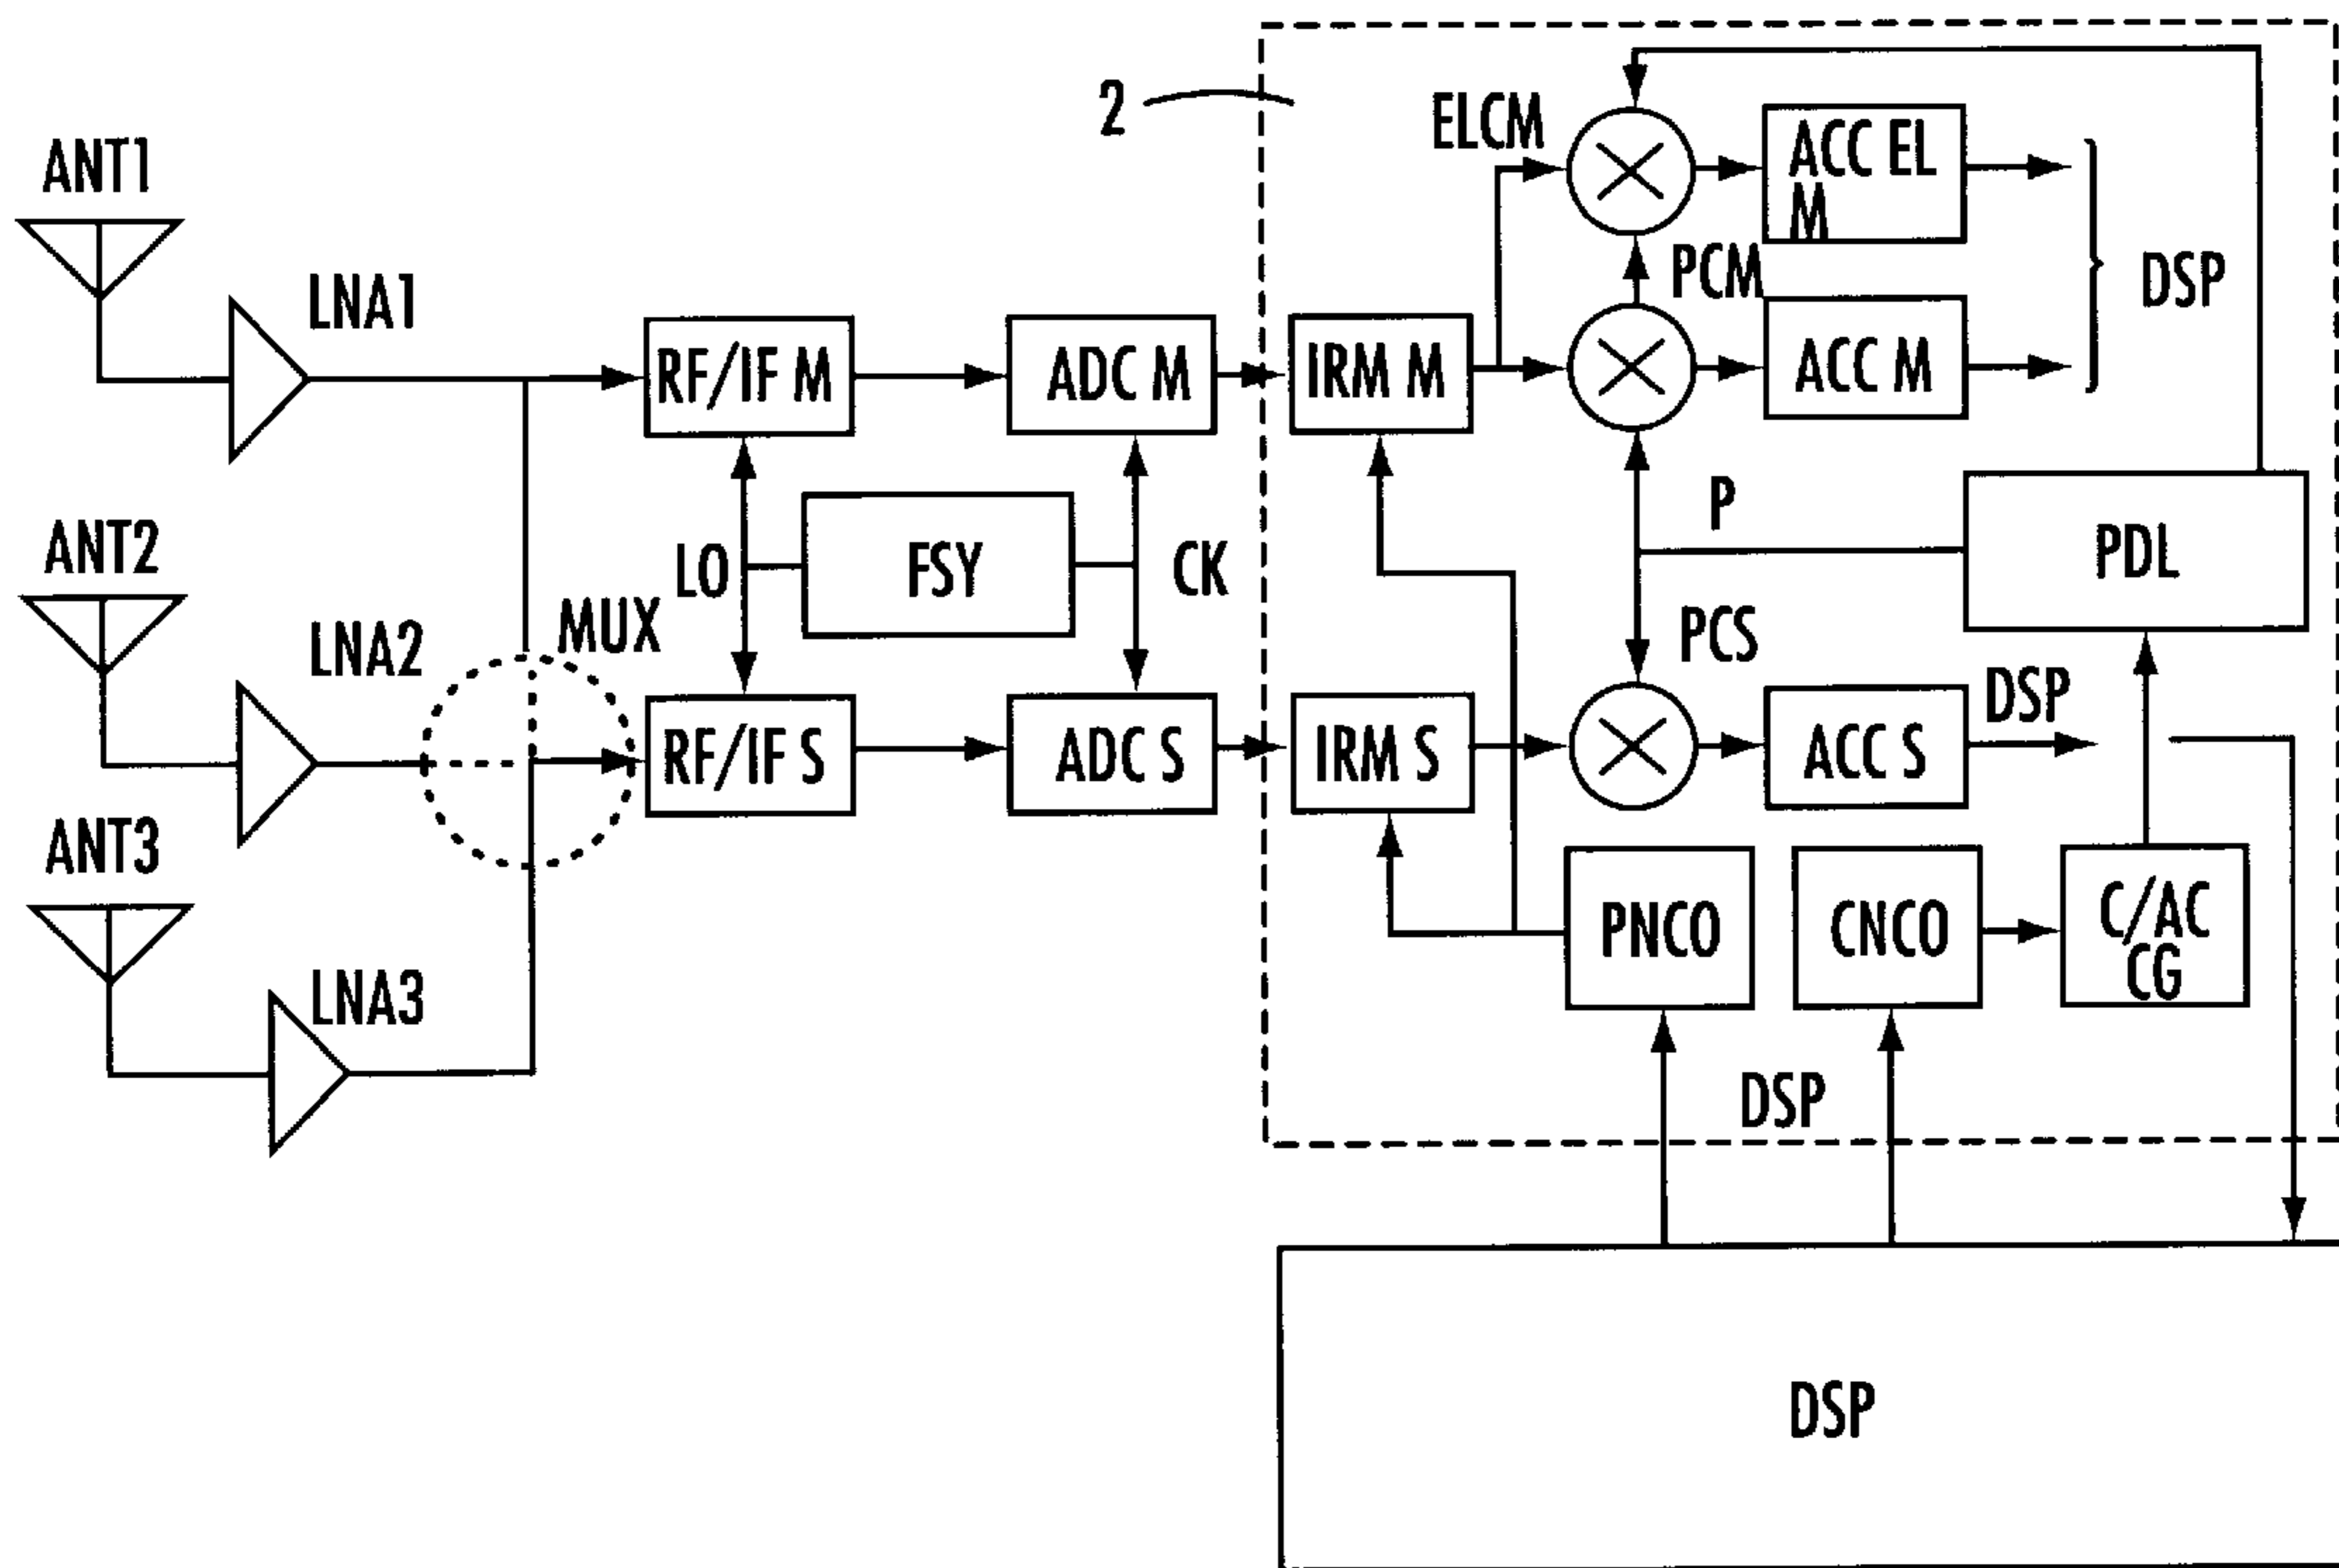 2
ELCM
ACC EL
M
ANT1
LNA1
PCM
DSP
RF/IF M
ADC M
IRM M
ACC M
P
ANT2
LO
FSY
CK
PDL
LNA2
MUX
PCS
DSP
RF/IF S
ADC S
IRM S
ACC S
ANT3
PNCO
CNCO
C/AC
CG
LNA3
DSP
DSP